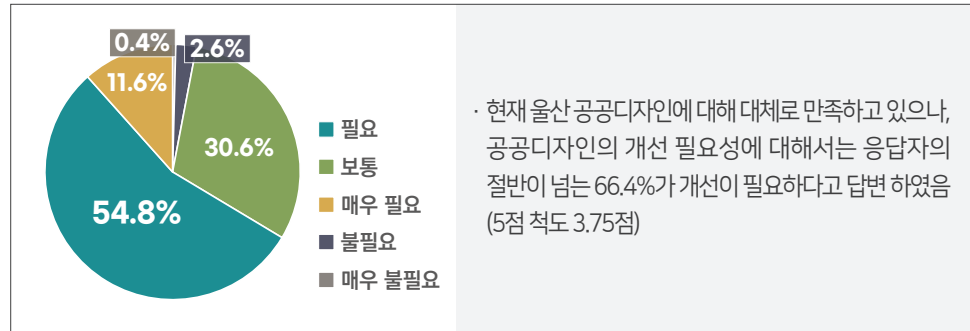 0.4%
2.6%
11.6%
30.6%
54.8%
필요
보통
매우 필요
불필요
매우 불필요
· 현재 울산 공공디자인에 대해 대체로 만족하고 있으나,
공공디자인의 개선 필요성에 대해서는 응답자의
절반이 넘는 66.4%가 개선이 필요하다고 답변 하였음
(5점 척도 3.75점)